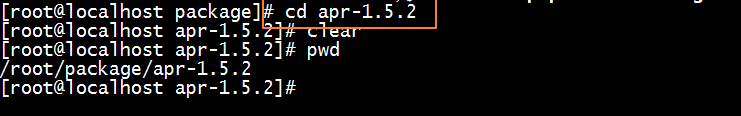 [root@localhost package]# cd apr-1.5.2
[root@localhost apr-1.5.2]# clear
[root@localhost apr-1.5.2]# pwd
/root/package/apr-1.5.2
[root@localhost apr-1.5.2]#